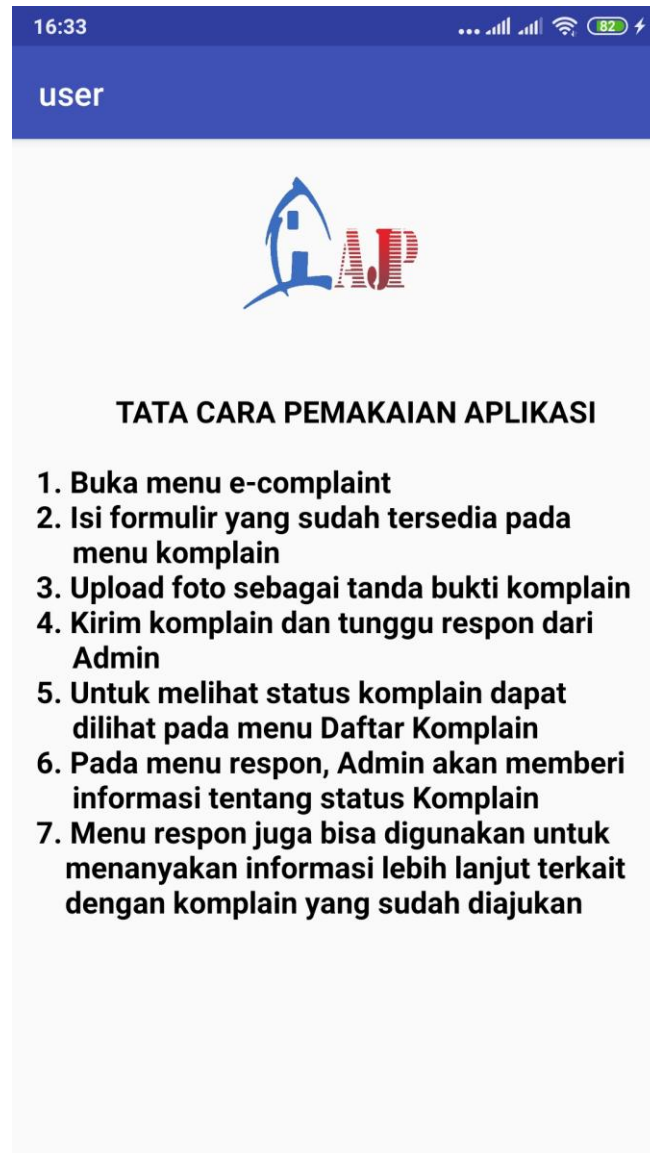 16:33
82
user
AJP
TATA CARA PEMAKAIAN APLIKASI
1. Buka menu e-complaint
2. Isi formulir yang sudah tersedia pada
menu komplain
3. Upload foto sebagai tanda bukti komplain
4. Kirim komplain dan tunggu respon dari
Admin
5. Untuk melihat status komplain dapat
dilihat pada menu Daftar Komplain
6. Pada menu respon, Admin akan memberi
informasi tentang status Komplain
7. Menu respon juga bisa digunakan untuk
menanyakan informasi lebih lanjut terkait
dengan komplain yang sudah diajukan